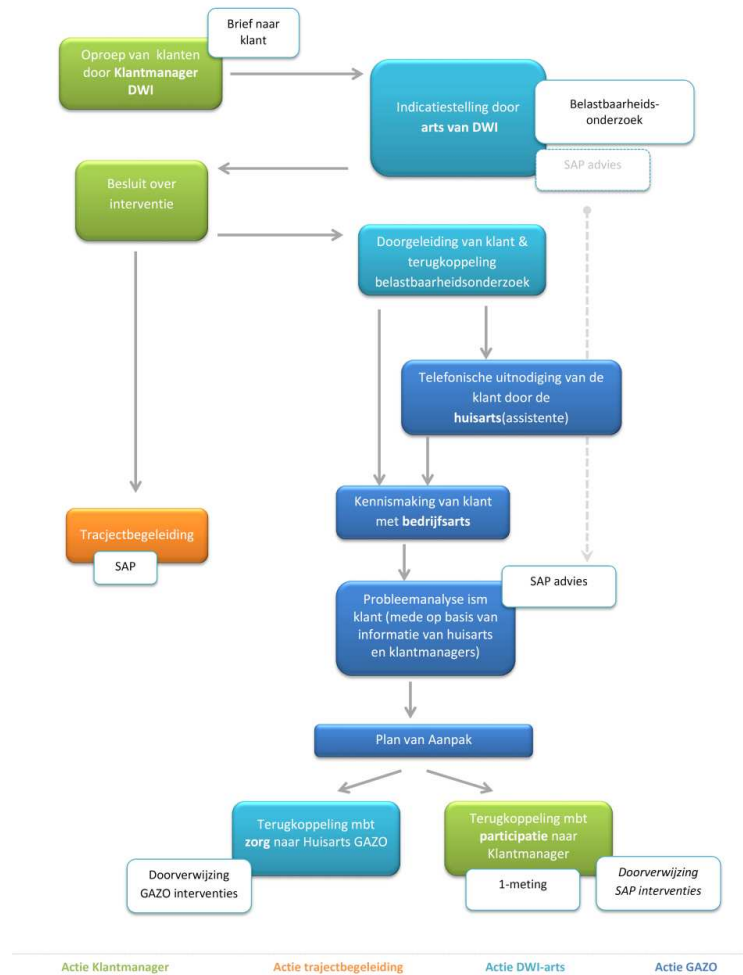 Brief naar
klant
Oproep van klanten
door Klantmanager
DWI
Indicatiestelling door
arts van DWI
Belastbaarheids-
onderzoek
SAP advies
Besluit over
interventie
Doorgeleiding van klant &
terugkoppeling
belastbaarheidsonderzoek
Telefonische uitnodiging van de
klant door de
huisarts(assistente)
Kennismaking van klant
met bedrijfsarts
Tracjectbegeleiding
SAP
SAP advies
Probleemanalyse ism
klant (mede op basis van
informatie van huisarts
en klantmanagers)
Plan van Aanpak
Terugkoppeling mbt
zorg naar Huisarts GAZO
Doorverwijzing
GAZO interventies
Terugkoppeling mbt
participatie naar
Klantmanager
1-meting
Doorverwijzing
SAP interventies
Actie Klantmanager Actie trajectbegeleiding Actie DWI-arts Actie GAZO